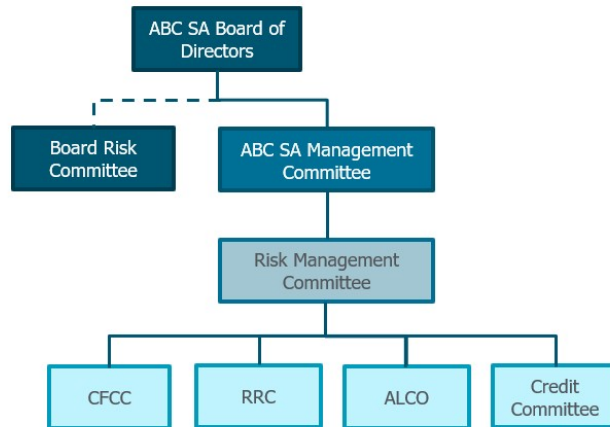 ABC SA Board of
Directors
Board Risk
Committee
ABC SA Management
Committee
Risk Management
Committee
CFCC
RRC
ALCO
Credit
Committee